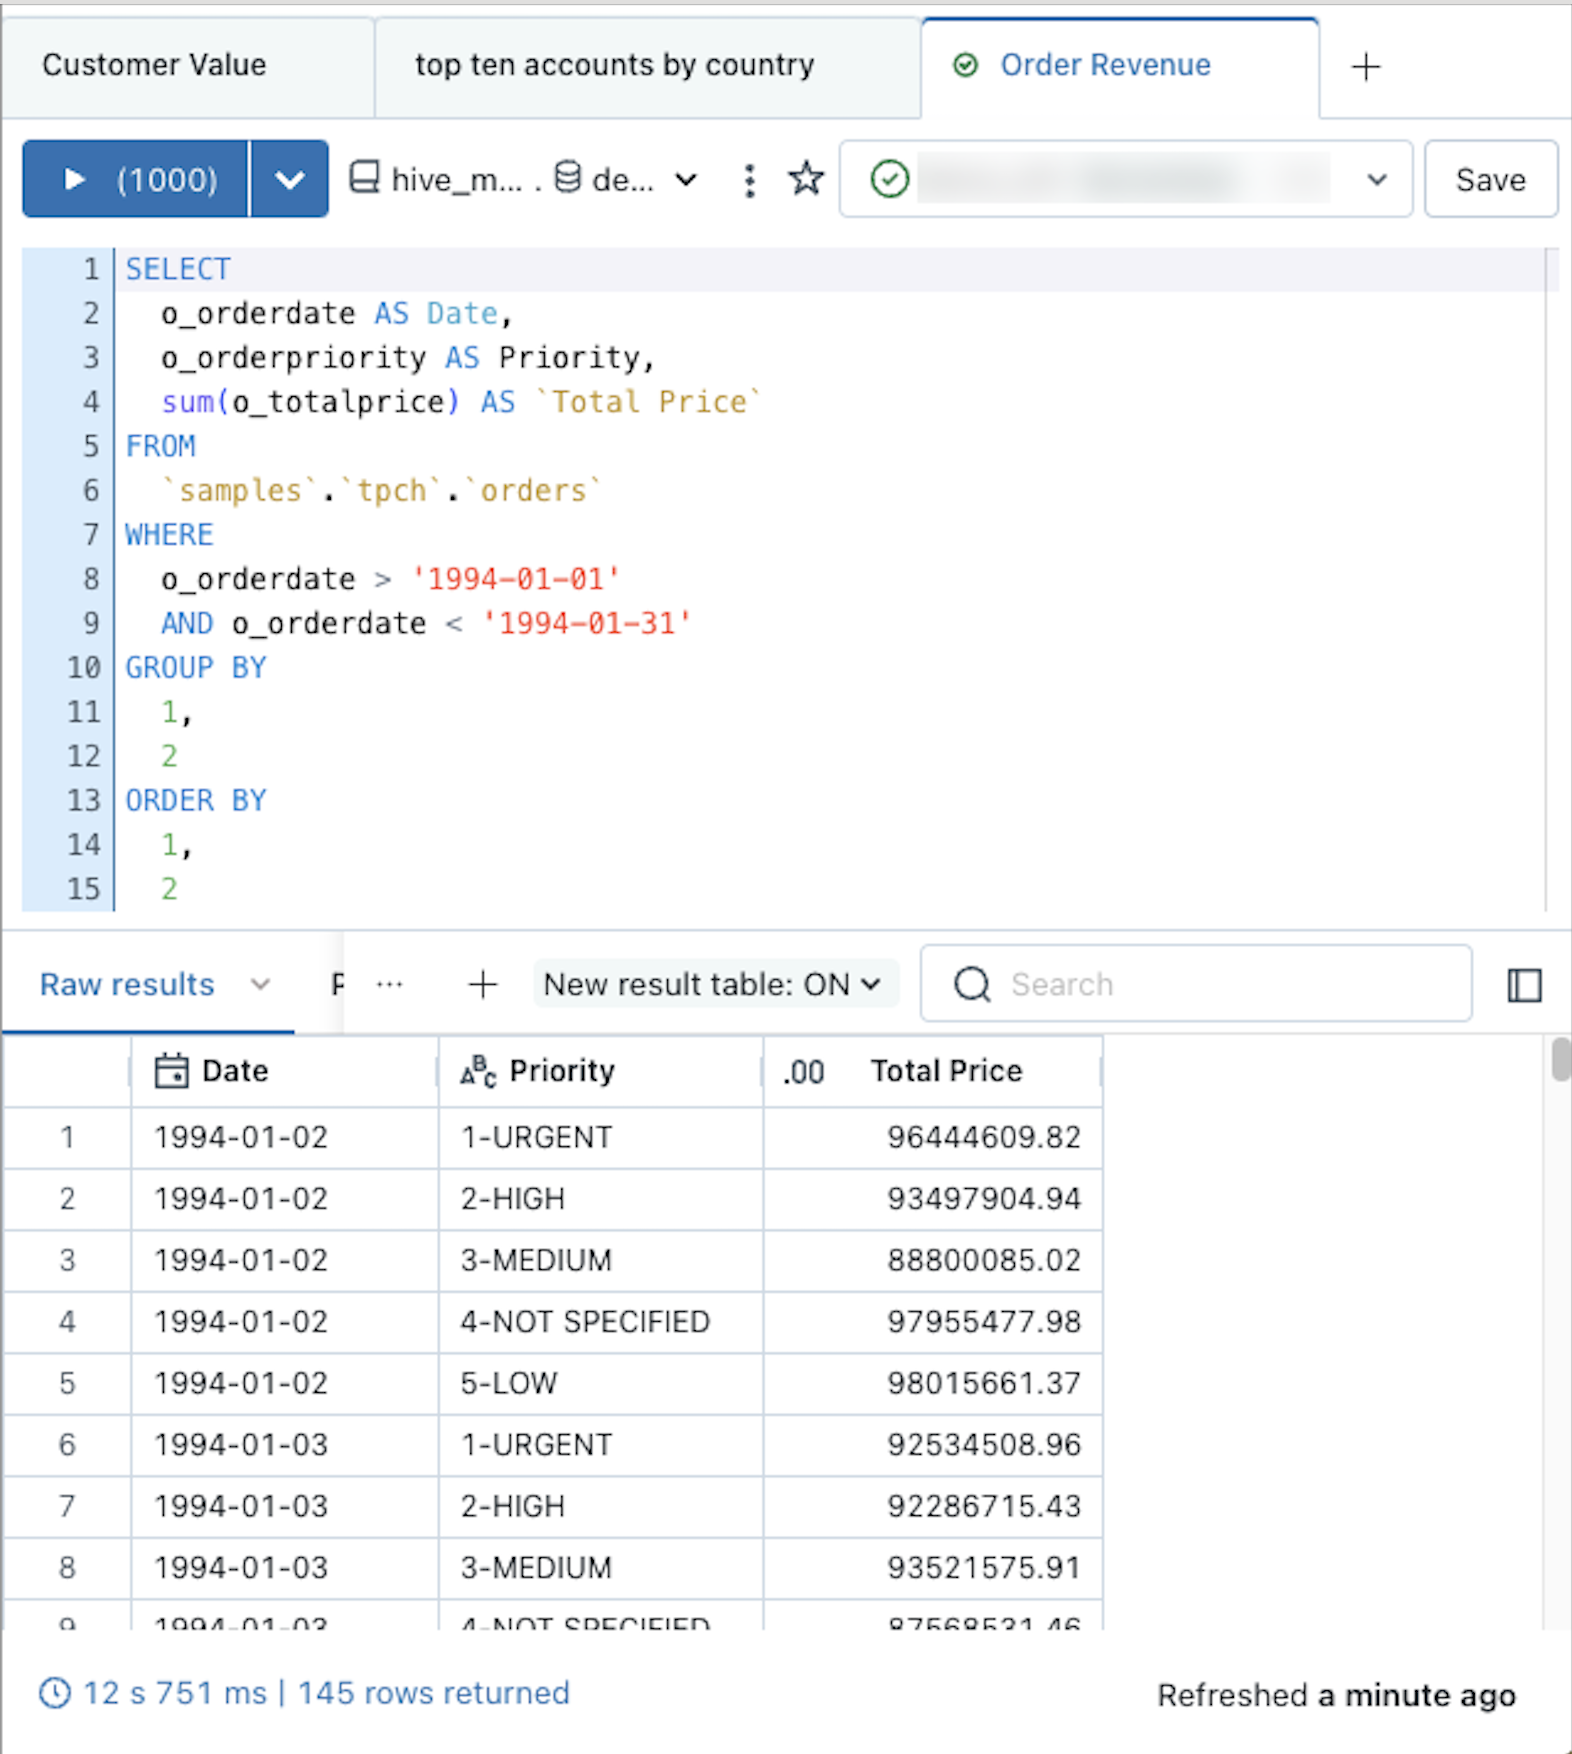 Customer Value
top ten accounts by country
Order Revenue
(1000)
hive_m... . de...
Save
1 SELECT
2 o_orderdate AS Date,
3 o_orderpriority AS Priority,
4 sum(o_totalprice) AS `Total Price`
5 FROM
6 `samples`.`tpch`.`orders`
7 WHERE
8 o_orderdate > '1994-01-01'
9 AND o_orderdate < '1994-01-31'
10 GROUP BY
11 1,
12 2
13 ORDER BY
14 1,
15 2
Raw results
New result table: ON
Search
Date Priority .00 Total Price
1 1994-01-02 1-URGENT 96444609.82
2 1994-01-02 2-HIGH 93497904.94
3 1994-01-02 3-MEDIUM 88800085.02
4 1994-01-02 4-NOT SPECIFIED 97955477.98
5 1994-01-02 5-LOW 98015661.37
6 1994-01-03 1-URGENT 92534508.96
7 1994-01-03 2-HIGH 92286715.43
8 1994-01-03 3-MEDIUM 93521575.91
9 1994-01-03 4-NOT SPECIFIED
12 s 751 ms | 145 rows returned
Refreshed a minute ago